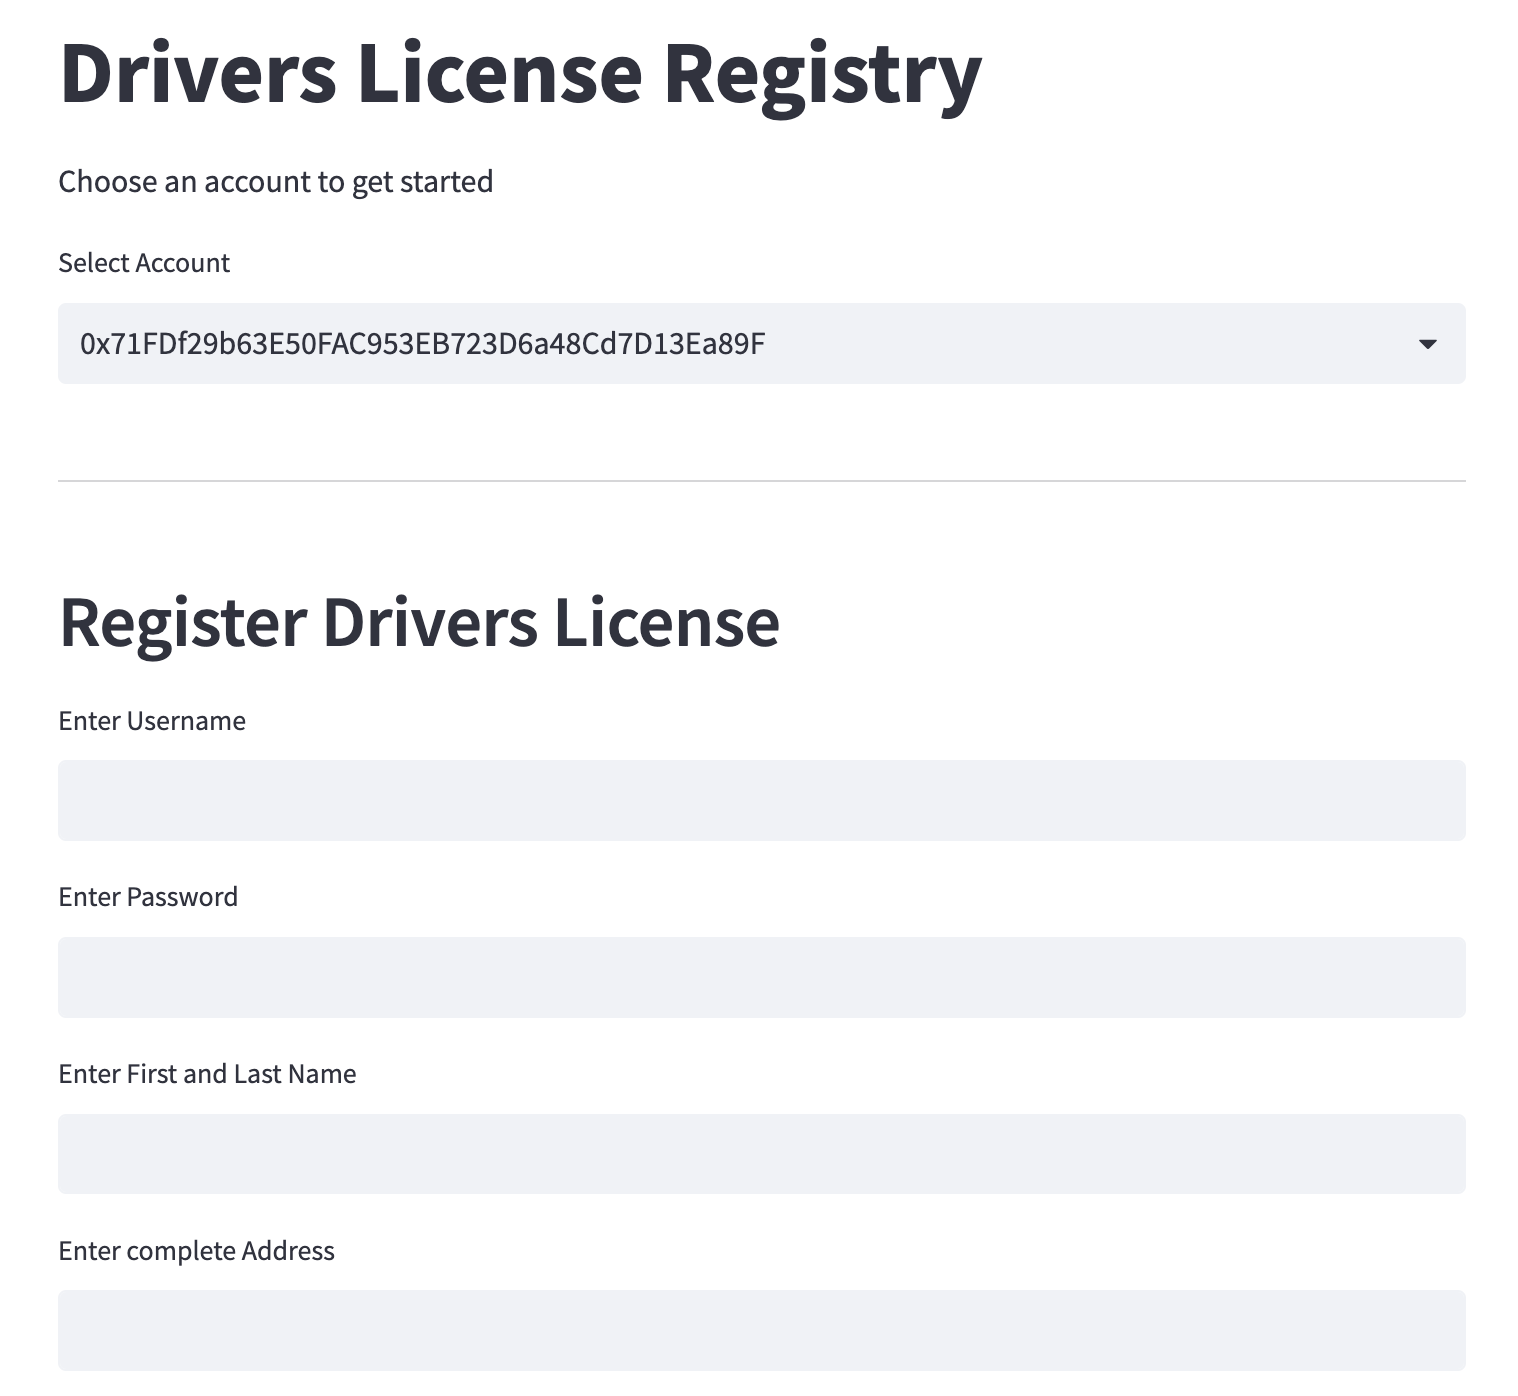 Drivers License Registry
Choose an account to get started
Select Account
0x71FDf29b63E50FAC953EB723D6a48Cd7D13Ea89F
Register Drivers License
Enter Username
Enter Password
Enter First and Last Name
Enter complete Address